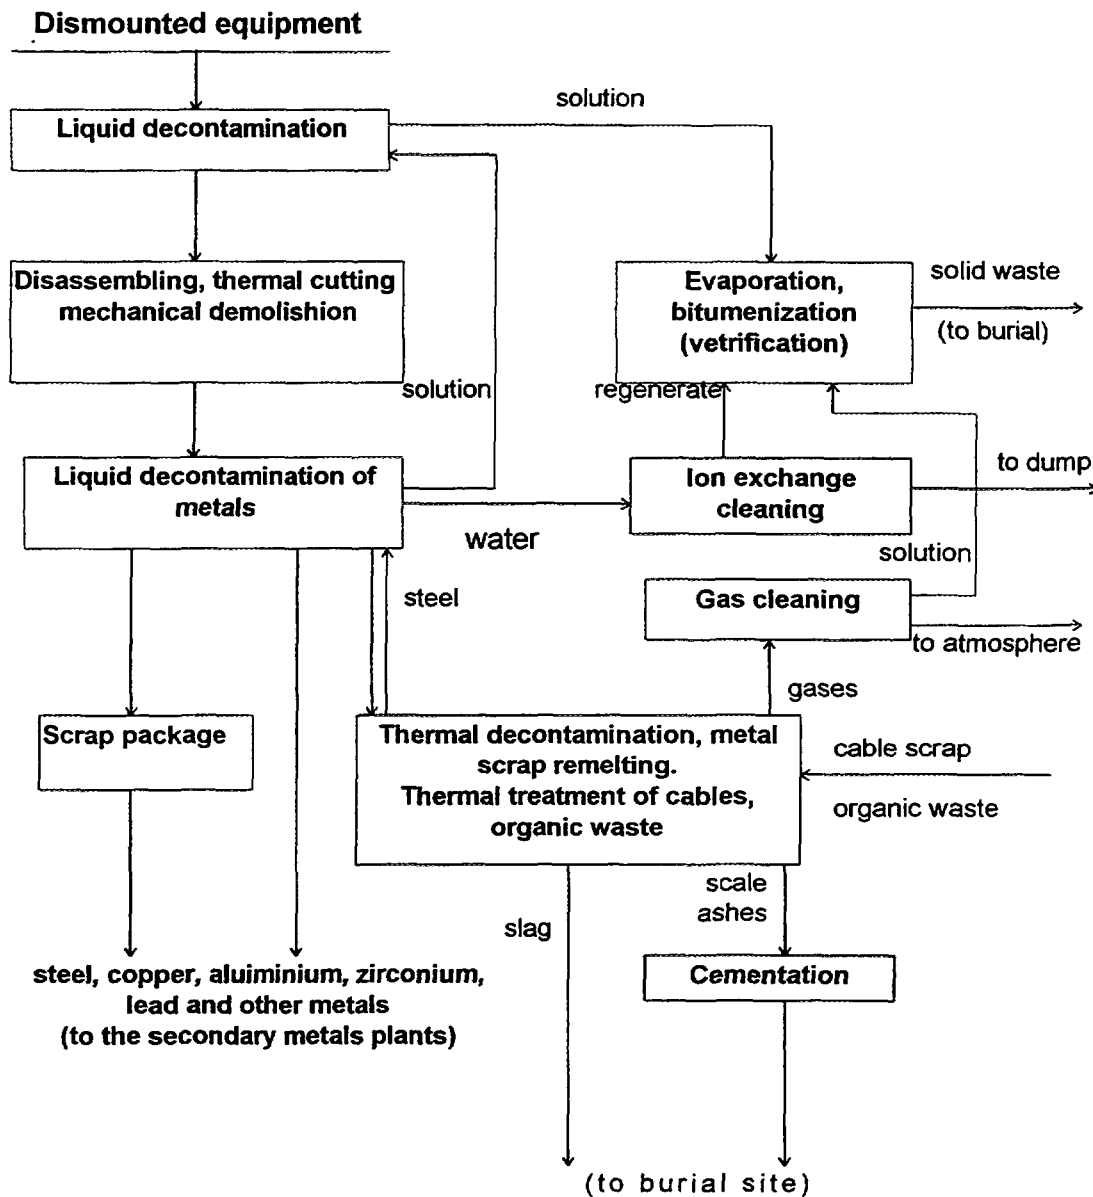 Dismounted equipment
solution
Liquid decontamination
Disassembling, thermal cutting
mechanical demolishion
Evaporation,
bitumenization
(vetrification)
solid waste
(to burial)
solution
regenerate
Liquid decontamination of
metals
Ion exchange
cleaning
to dump
water
solution
steel
Gas cleaning
to atmosphere
gases
Scrap package
Thermal decontamination, metal
scrap remelting.
Thermal treatment of cables,
organic waste
cable scrap
organic waste
scale
ashes
slag
steel, copper, aluiminium, zirconium,
lead and other metals
(to the secondary metals plants)
Cementation
(to burial site)